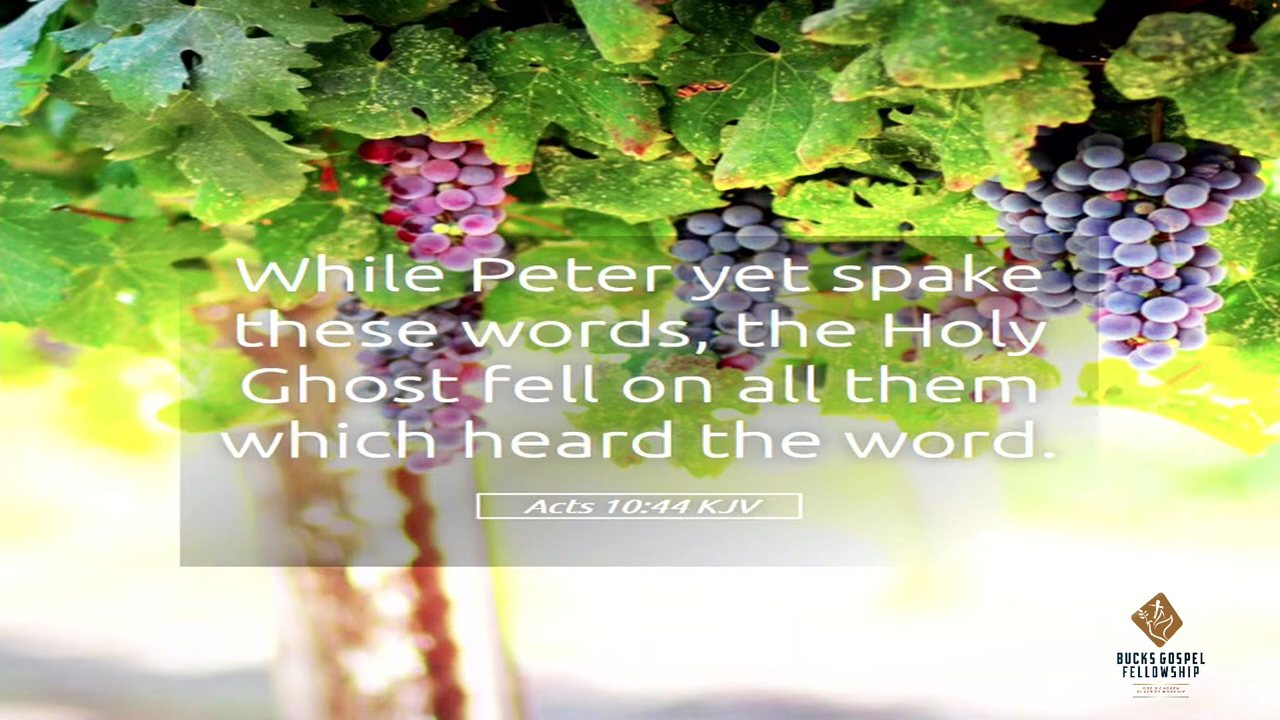 While Peter yet spake
these words, the Holy
Ghost fell on all them
which heard the word.
Acts 10:44 KJV
BUCKS GOSPEL
FELLOWSHIP